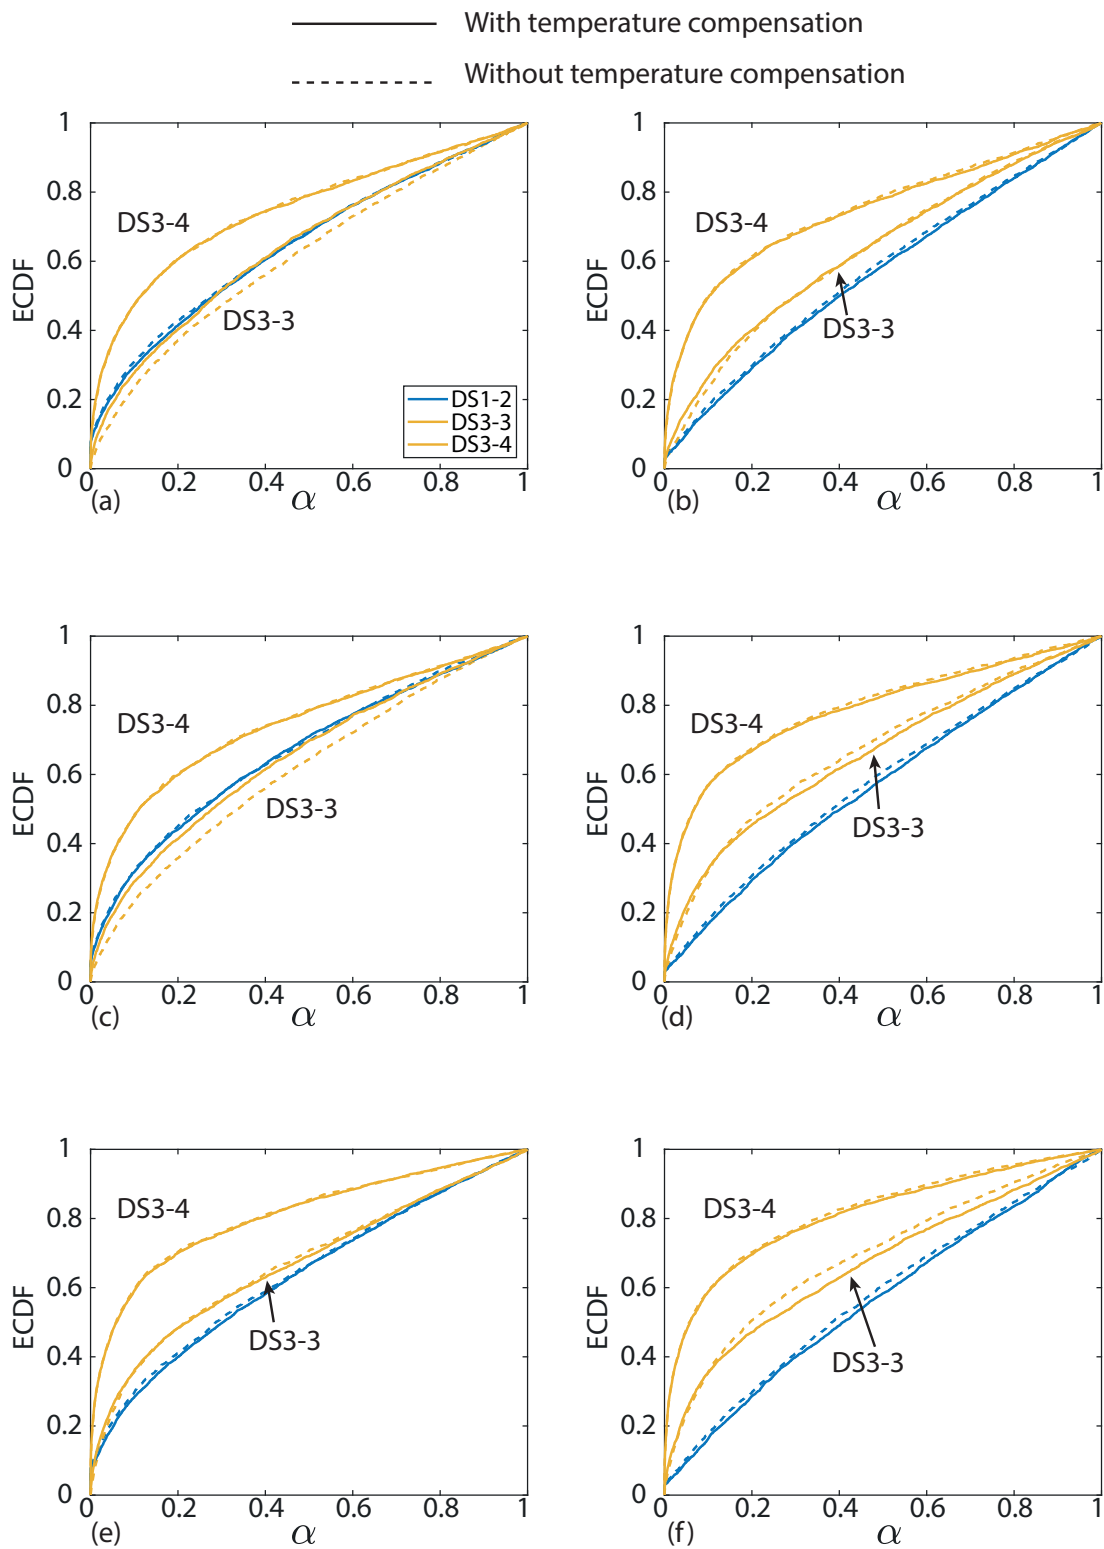 With temperature compensation
Without temperature compensation
1
0.8
0.6
0.4
0.2
0
ECDF
DS3-4
DS3-3
DS1-2
DS3-3
DS3-4
0 0.2 0.4 0.6 0.8 1
(a) α
1
0.8
0.6
0.4
0.2
0
ECDF
DS3-4
DS3-3
0 0.2 0.4 0.6 0.8 1
(b) α
1
0.8
0.6
0.4
0.2
0
ECDF
DS3-4
DS3-3
0 0.2 0.4 0.6 0.8 1
(c) α
1
0.8
0.6
0.4
0.2
0
ECDF
DS3-4
DS3-3
0 0.2 0.4 0.6 0.8 1
(d) α
1
0.8
0.6
0.4
0.2
0
ECDF
DS3-4
DS3-3
0 0.2 0.4 0.6 0.8 1
(e) α
1
0.8
0.6
0.4
0.2
0
ECDF
DS3-4
DS3-3
0 0.2 0.4 0.6 0.8 1
(f) α